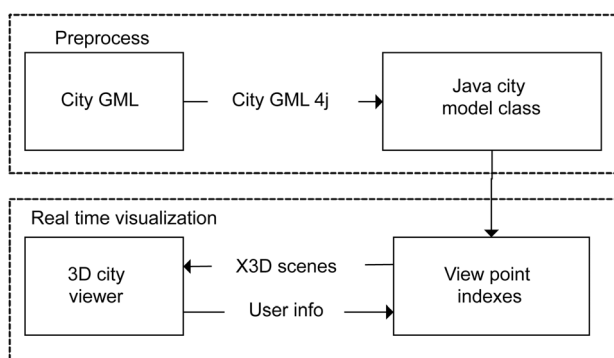 Preprocess
City GML
City GML 4j
Java city
model class
Real time visualization
3D city
viewer
X3D scenes
User info
View point
indexes